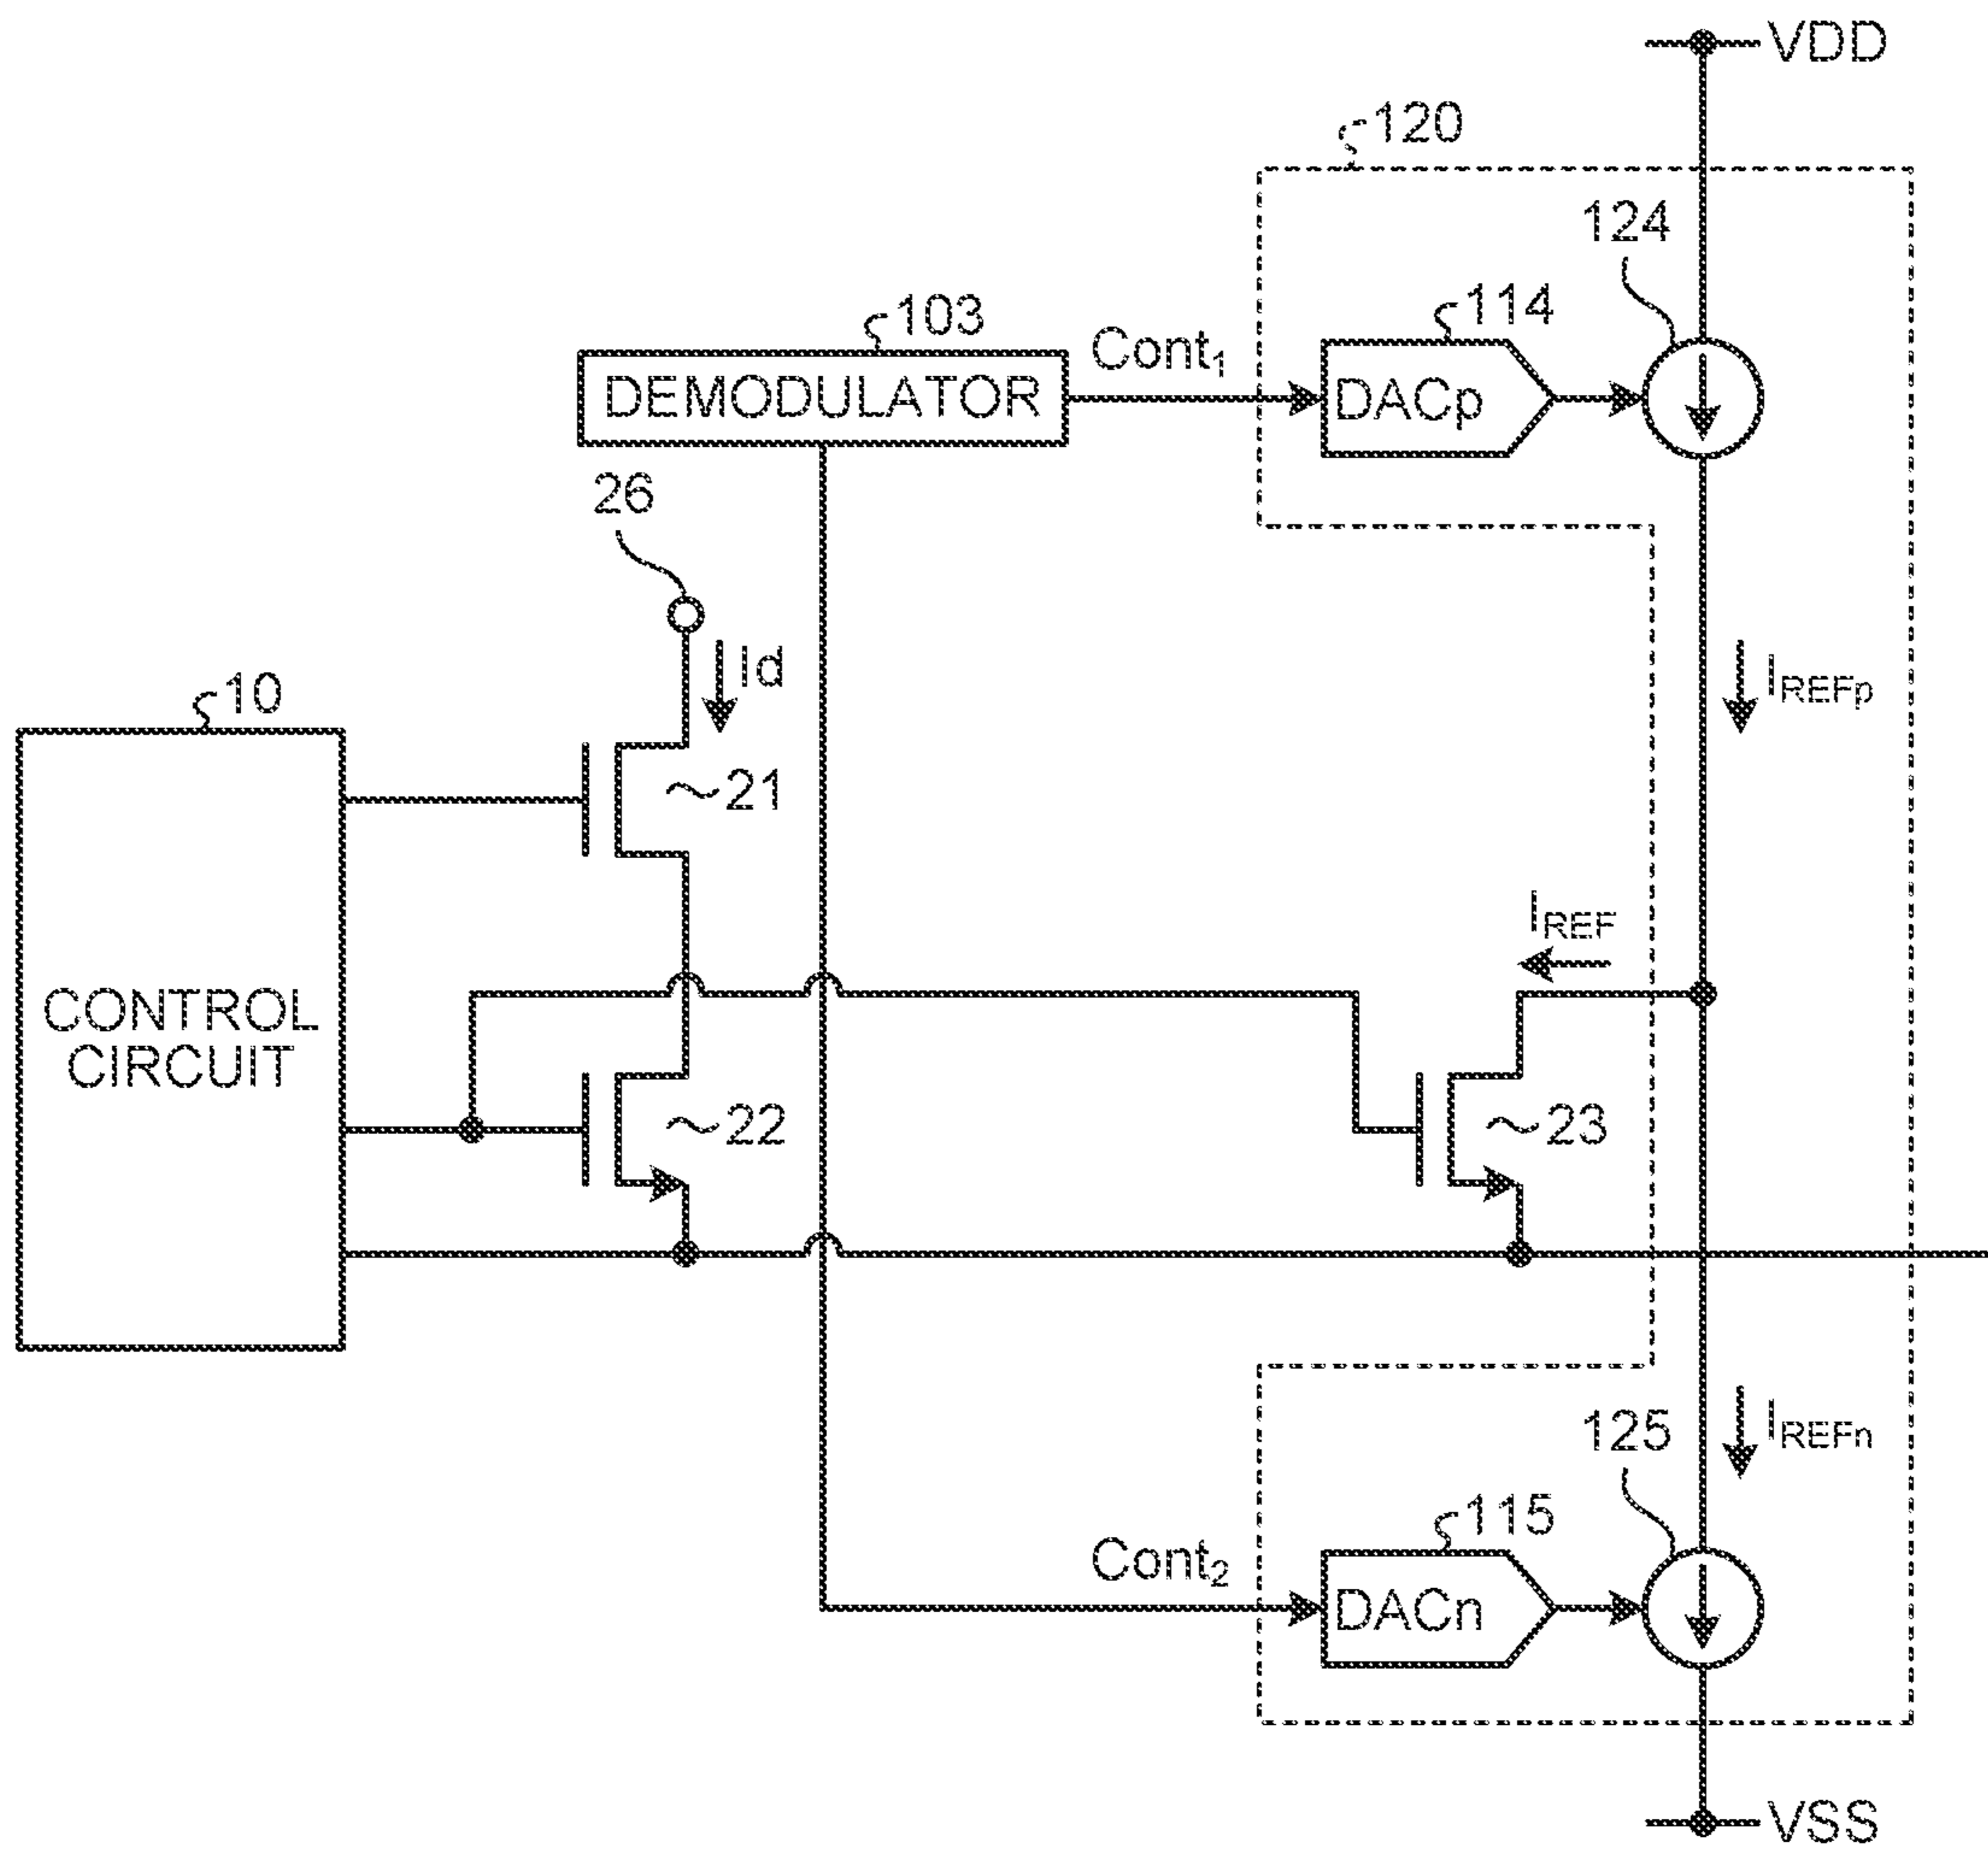 VDD
120
124
103
Cont1
114
DEMODULATOR
DACp
26
Id
IREFp
10
21
IREF
CONTROL
CIRCUIT
22
23
IREFn
125
115
Cont2
DACn
VSS